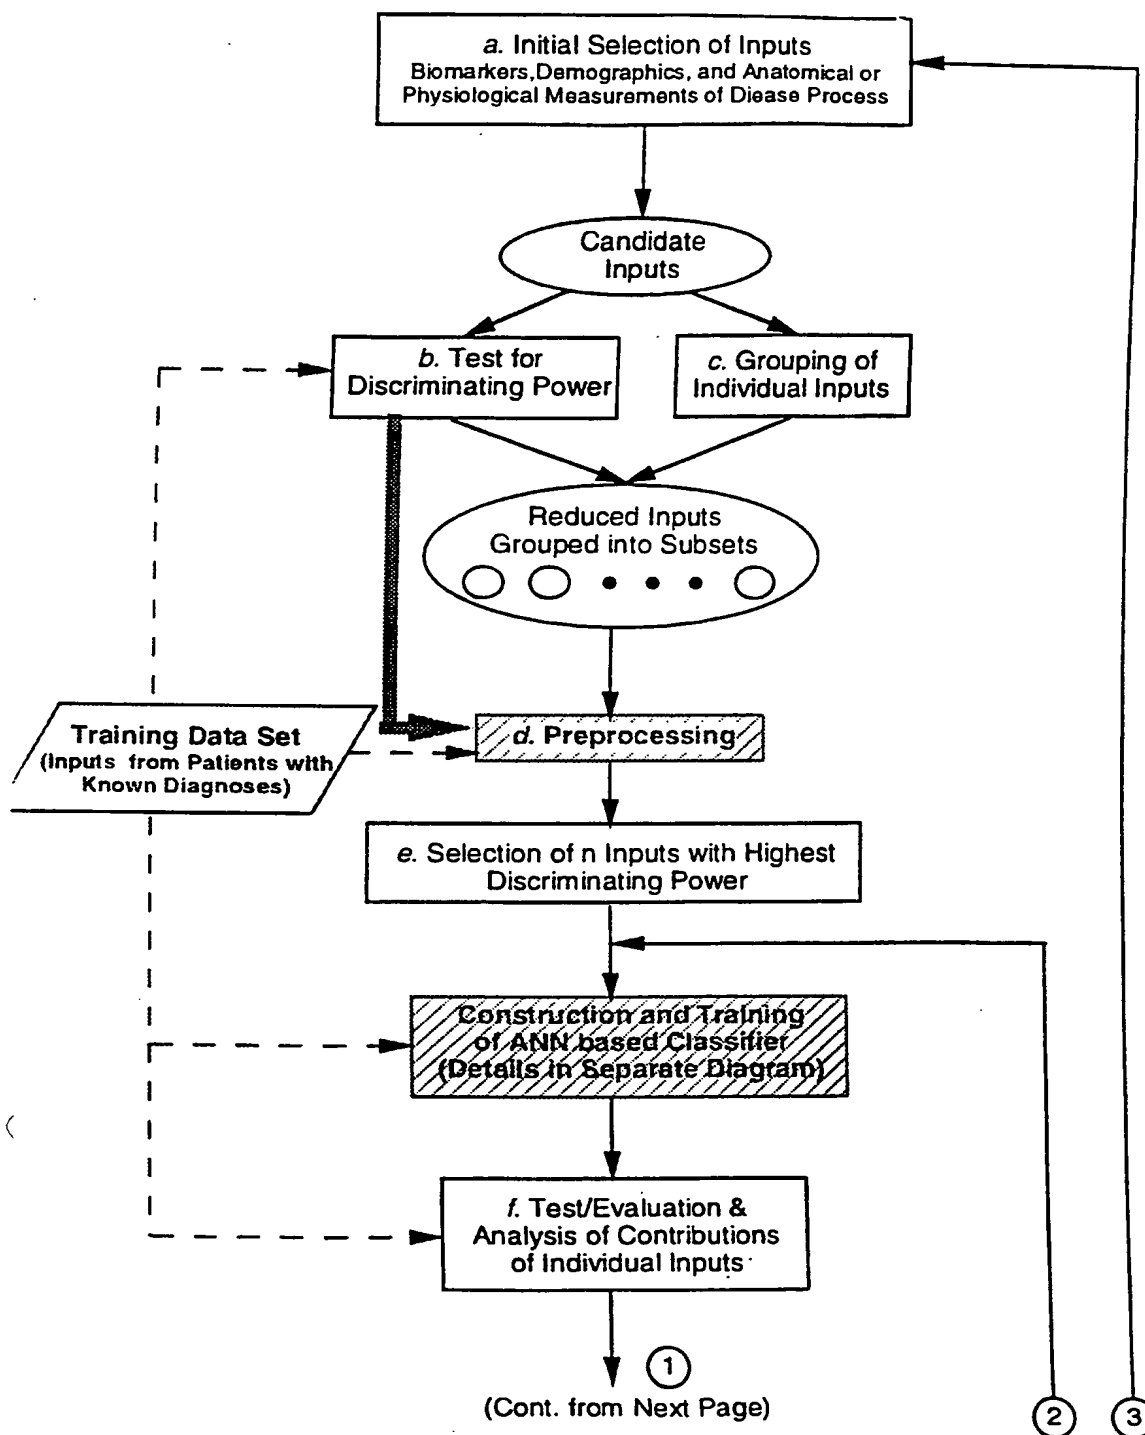 a. Initial Selection of Inputs
Biomarkers,Demographics, and Anatomical or
Physiological Measurements of Diease Process
Candidate
Inputs
b. Test for
Discriminating Power
c. Grouping of
Individual Inputs
Reduced Inputs
Grouped into Subsets
Training Data Set
(Inputs from Patients with
Known Diagnoses)
d. Preprocessing
e. Selection of n Inputs with Highest
Discriminating Power
Construction and Training
of ANN based Classifier
(Details in Separate Diagram)
f. Test/Evaluation &
Analysis of Contributions
of Individual Inputs
1
(Cont. from Next Page)
2
3